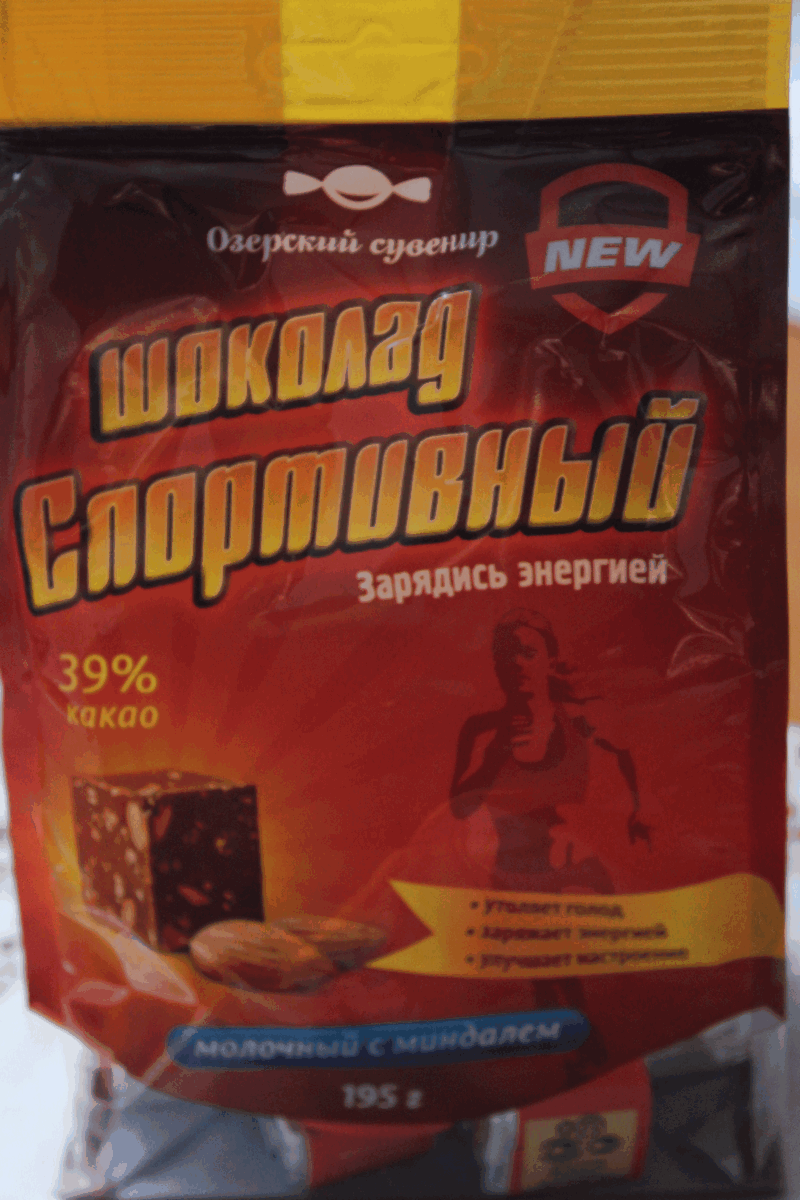 Озерский сувенир
NEW
шоколад
Спортивный
Зарядись энергией
39%
какао
• утоляет голод
• заряжает энергией
• улучшает настроение
молочный с миндалем
195 г